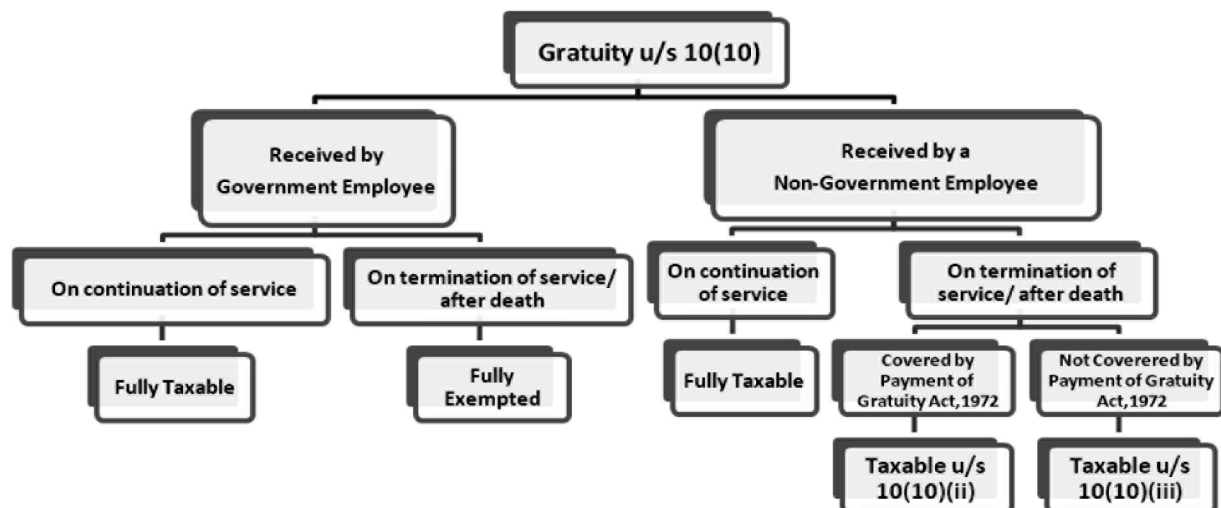 Gratuity u/s 10(10)
Received by
Government Employee
Received by a
Non-Government Employee
On continuation of service
On termination of service/
after death
On continuation
of service
On termination of
service/ after death
Fully Taxable
Fully
Exempted
Fully Taxable
Covered by
Payment of
Gratuity Act,1972
Not Coverered by
Payment of Gratuity
Act,1972
Taxable u/s
10(10)(ii)
Taxable u/s
10(10)(iii)